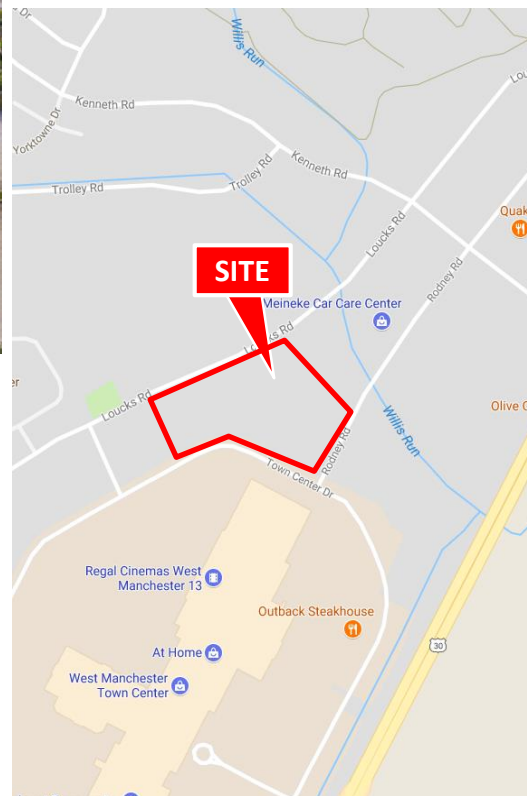 Dr
Willis
Run
Kenneth Rd
Yorktowne Dr
Kenneth Rd
Trolley Rd
Trolley Rd
Loucks Rd
Quak
Rodney Rd
SITE
Meineke Car Care Center
Rd
Loucks Rd
Olive
Willis Run
Rodney Rd
Town Center Dr
Regal Cinemas West
Manchester 13
Outback Steakhouse
At Home
30
West Manchester
Town Center